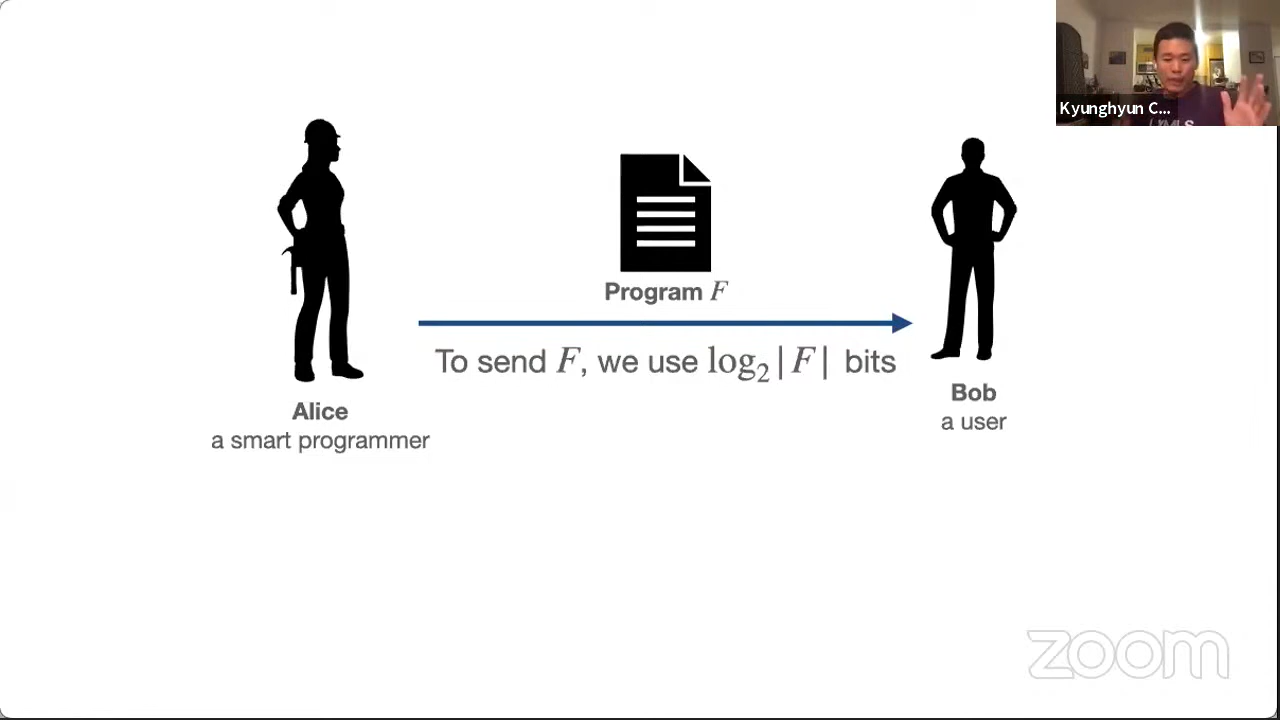 Kyunghyun C...
Program F
To send F, we use log₂|F| bits
Alice
a smart programmer
Bob
a user
zoom